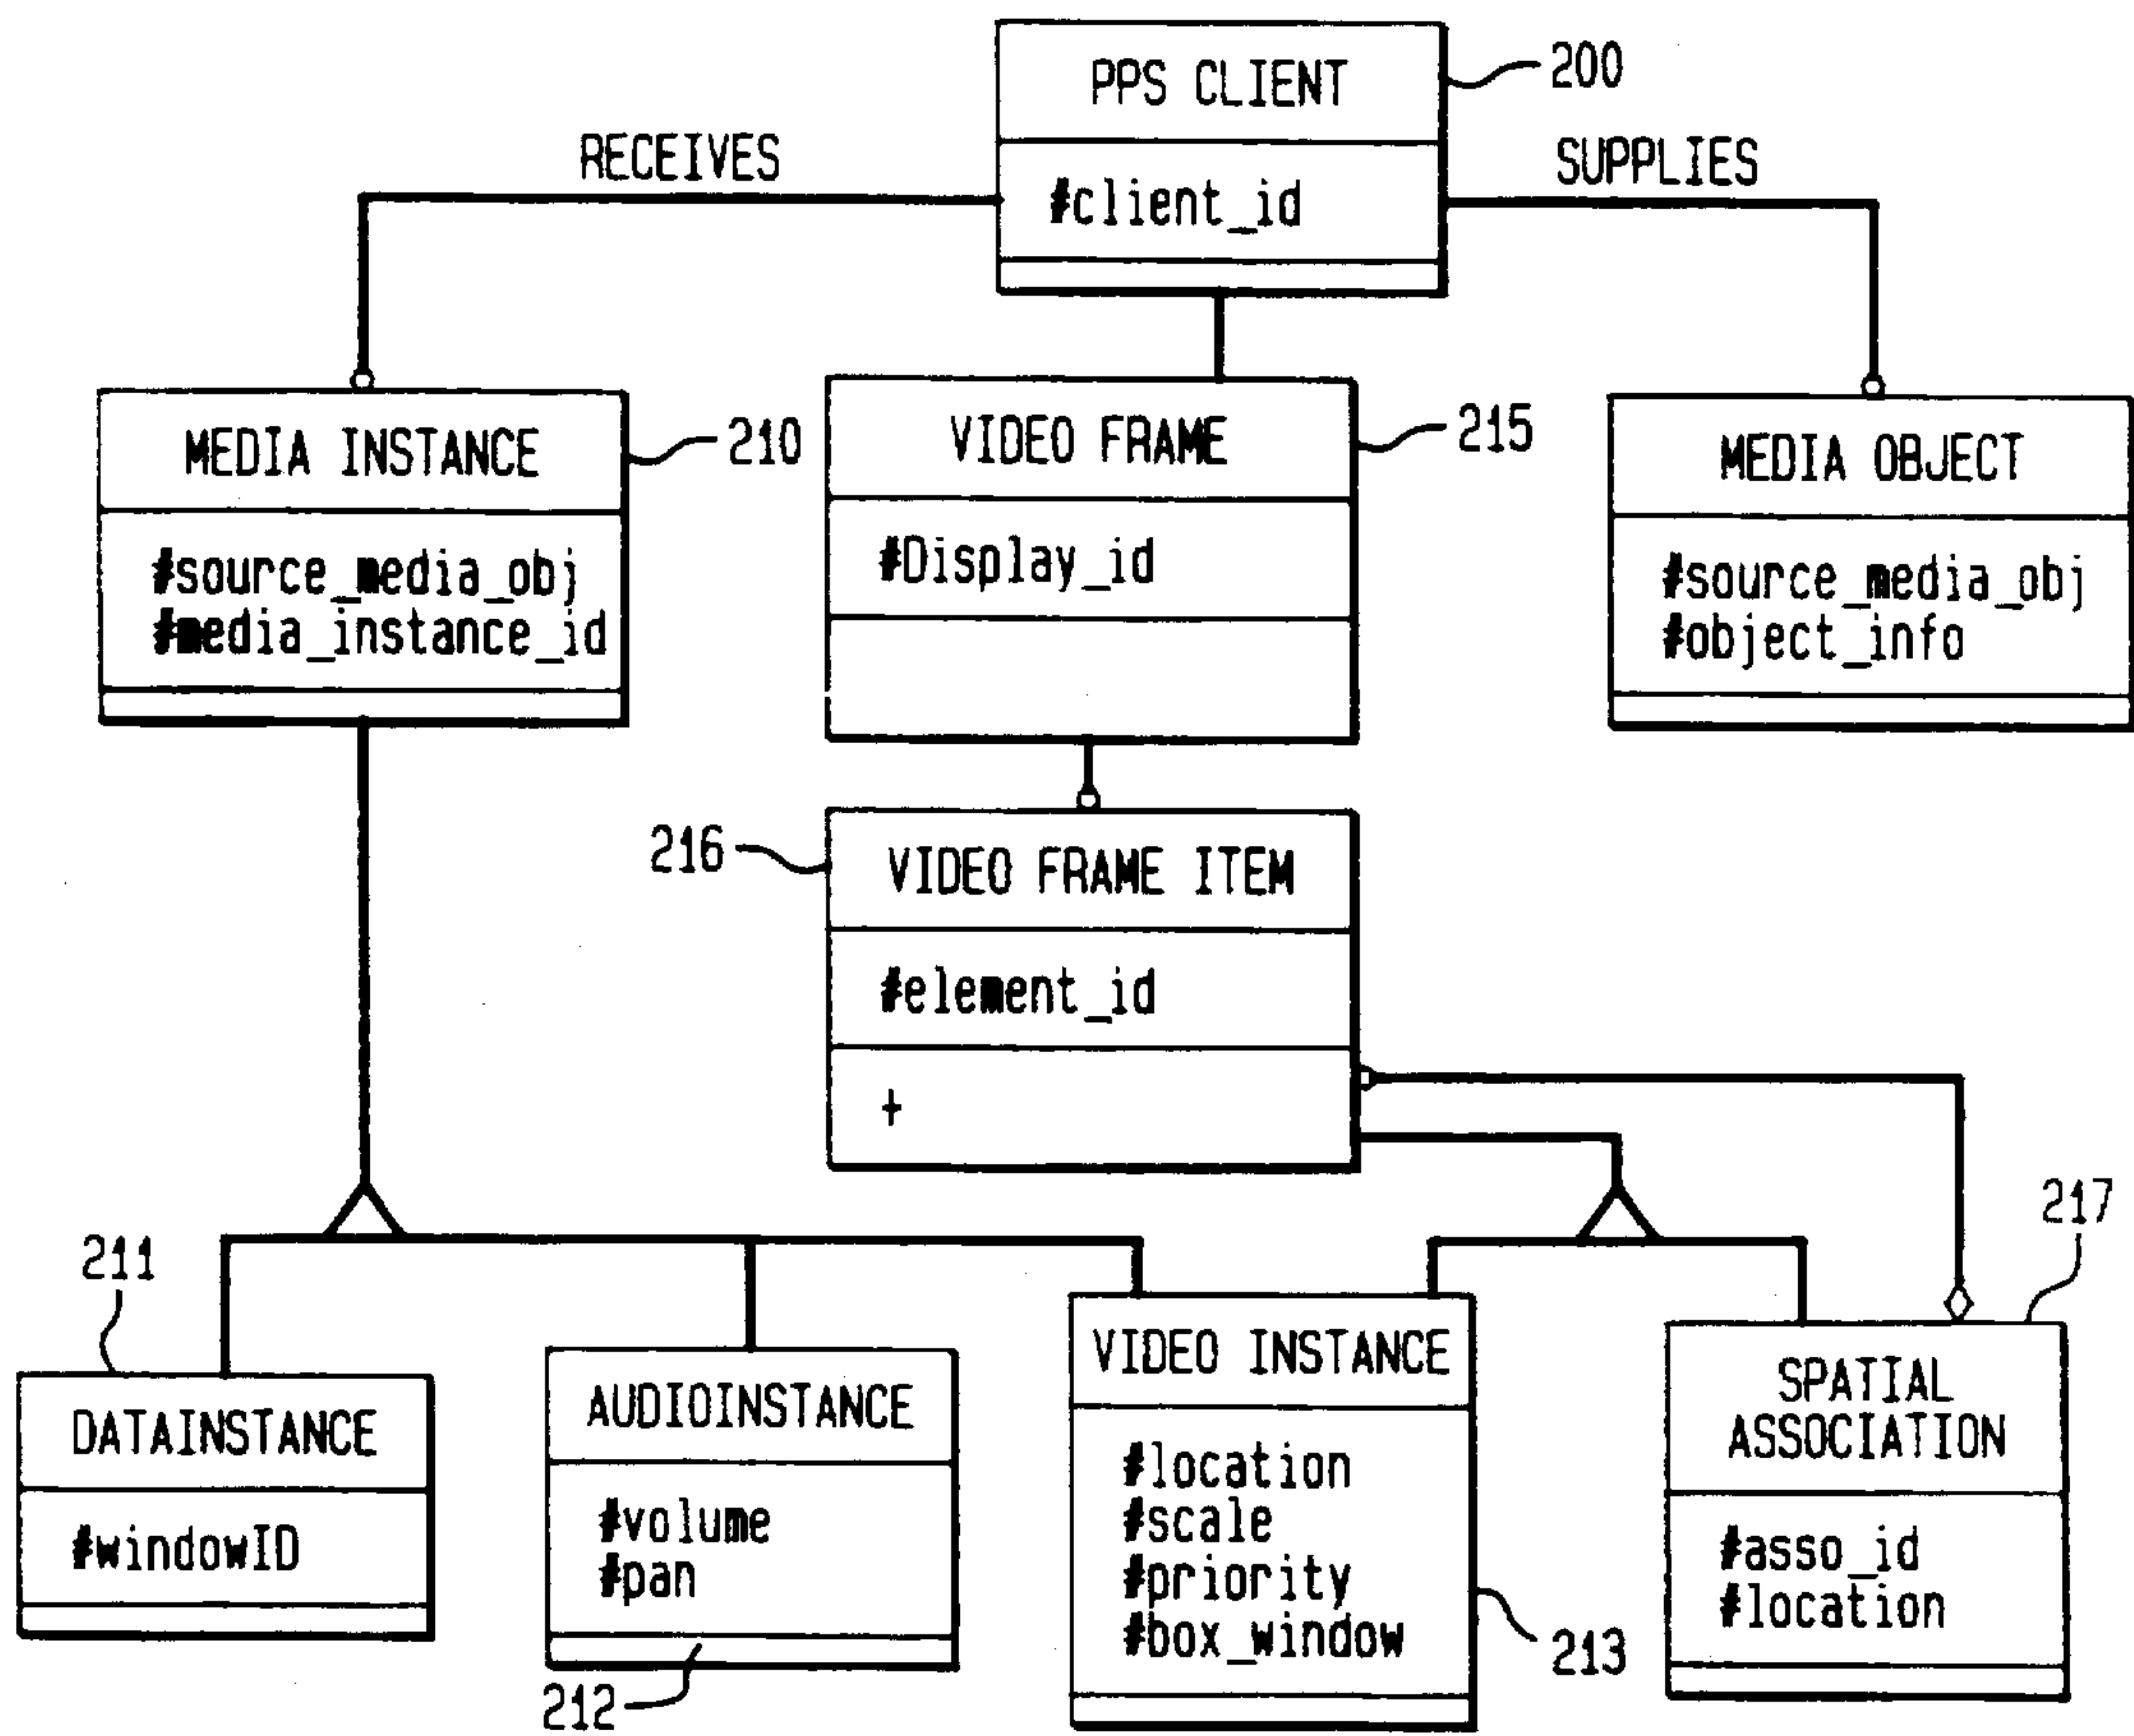 PPS CLIENT
200
#client_id
RECEIVES
SUPPLIES
MEDIA INSTANCE
210
#source_media_obj
#media_instance_id
VIDEO FRAME
215
#Display_id
MEDIA OBJECT
#source_media_obj
#object_info
216
VIDEO FRAME ITEM
#element_id
+
211
DATAINSTANCE
#windowID
AUDIOINSTANCE
#volume
#pan
212
VIDEO INSTANCE
#location
#scale
#priority
#box_window
213
217
SPATIAL
ASSOCIATION
#asso_id
#location